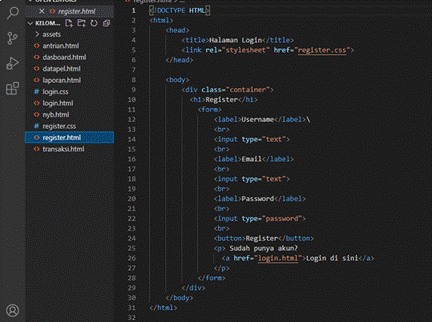 OPEN EDITORS
register.html
KELOM...
assets
antrian.html
dasboard.html
datapel.html
laporan.html
login.css
login.html
nyb.html
register.css
register.html
transaksi.html
1 <!DOCTYPE HTML>
2 <html>
3 <head>
4 <title>Halaman Login</title>
5 <link rel="stylesheet" href="register.css">
6 </head>
7
8 <body>
9 <div class="container">
10 <h1>Register</h1>
11 <form>
12 <label>Username</label>\
13 <br>
14 <input type="text">
15 <br>
16 <label>Email</label>
17 <br>
18 <input type="text">
19 <br>
20 <label>Password</label>
21 <br>
22 <input type="password">
23 <br>
24 <button>Register</button>
25 <p> Sudah punya akun?
26 <a href="login.html">Login di sini</a>
27 </p>
28 </form>
29 </div>
30 </body>
31 </html>
32